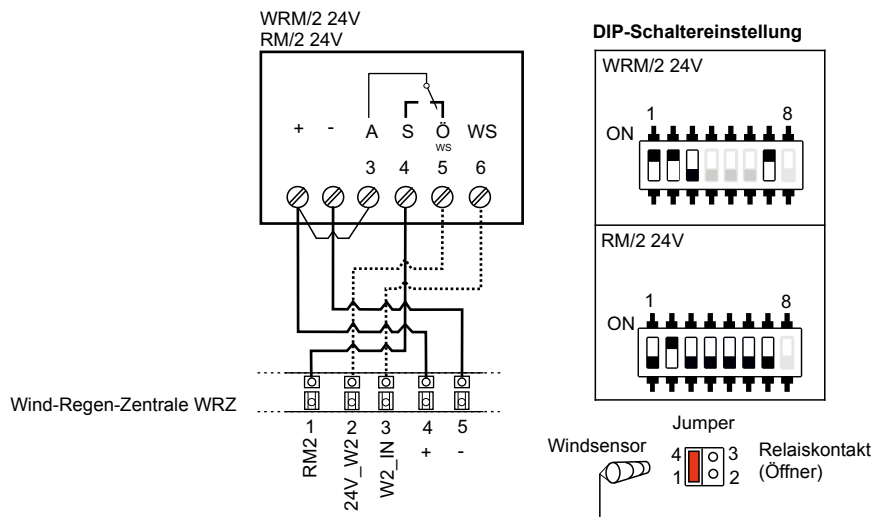 WRM/2 24V
RM/2 24V
+ - A S Ö WS
WS
3 4 5 6
Wind-Regen-Zentrale WRZ
1 2 3 4 5
RM2 24V_W2 W2_IN + -
DIP-Schaltereinstellung
WRM/2 24V
1 8
ON
RM/2 24V
1 8
ON
Jumper
Windsensor 4 3 Relaiskontakt
1 2 (Öffner)